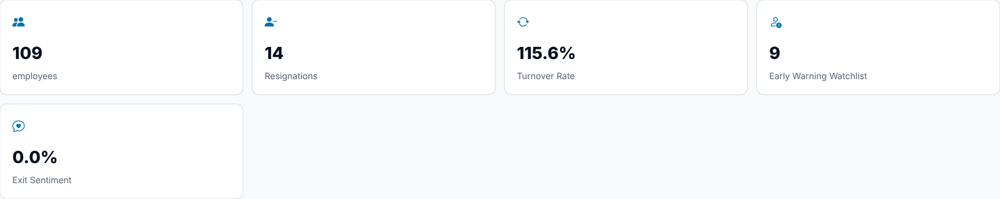 109
employees
14
Resignations
115.6%
Turnover Rate
9
Early Warning Watchlist
0.0%
Exit Sentiment